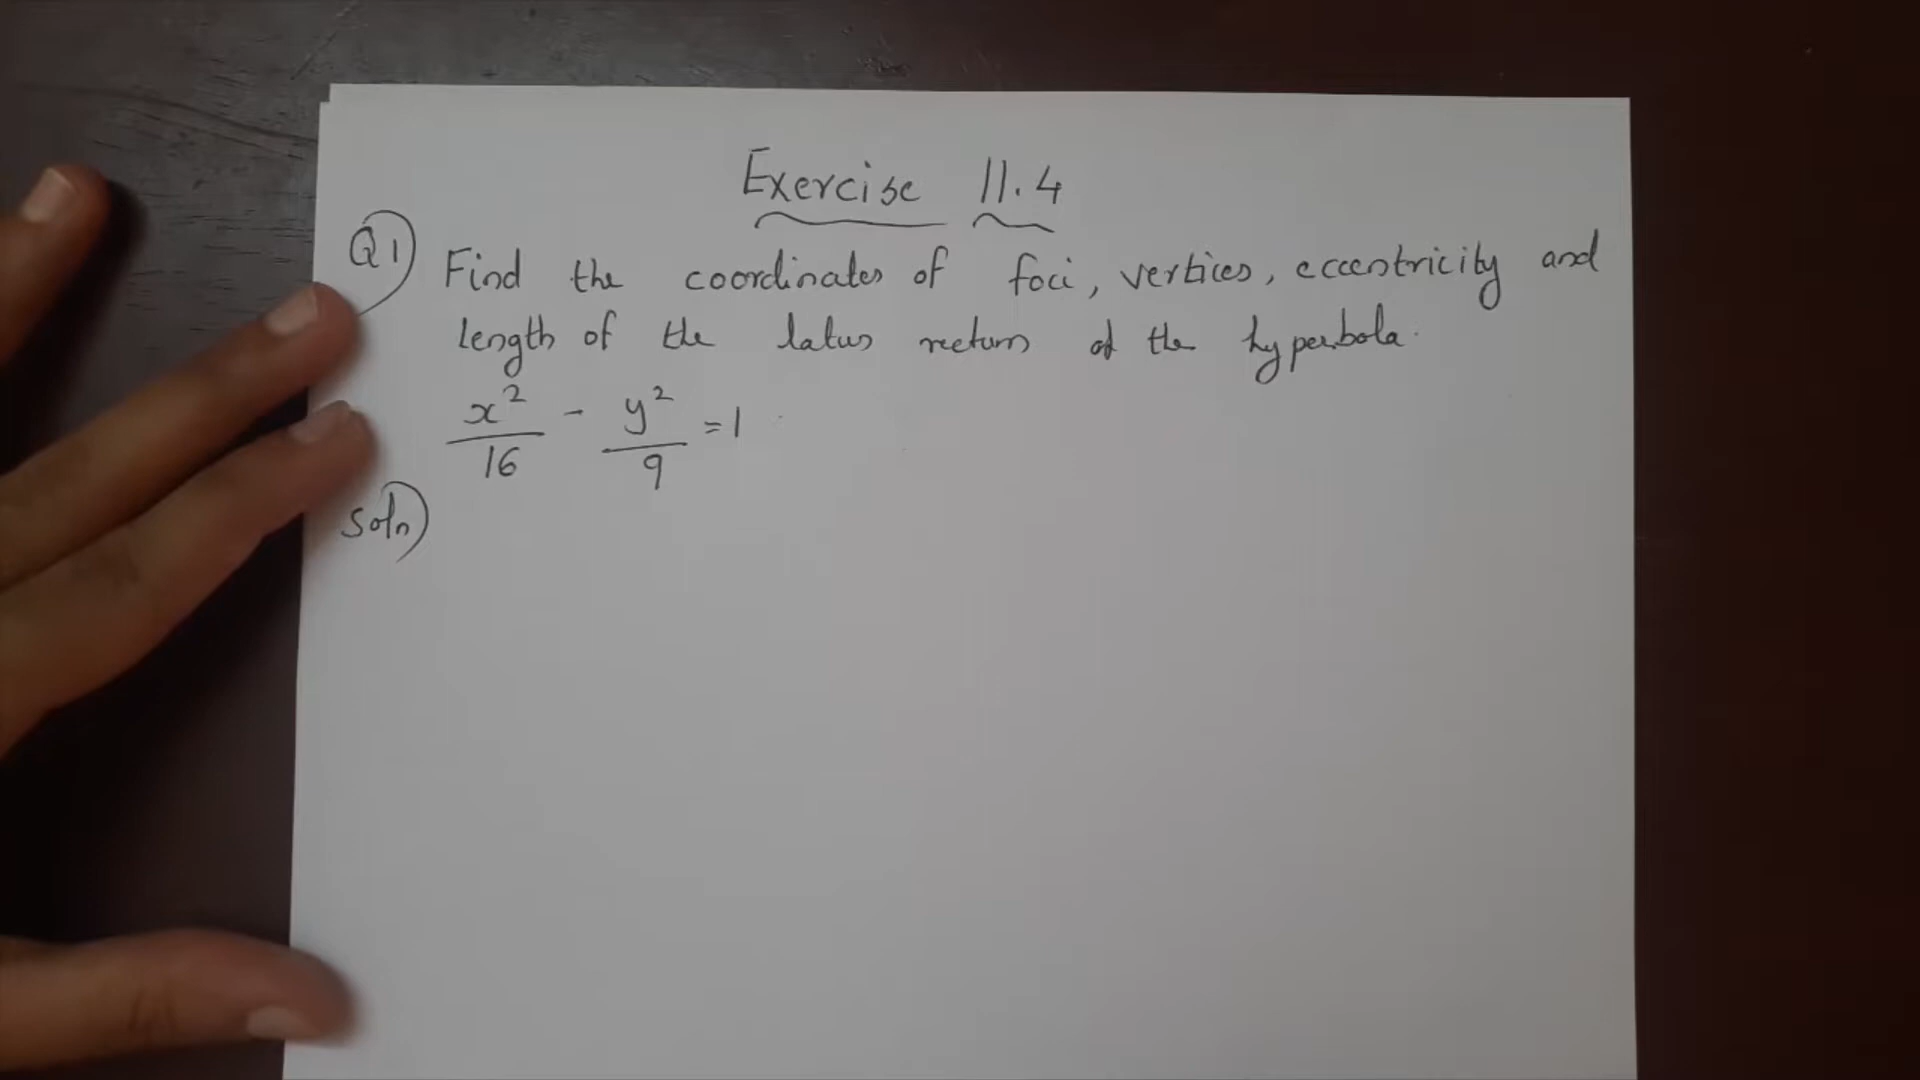 Exercise 11.4
Q1) Find the coordinates of foci, vertices, eccentricity and
length of the latus rectum of the hyperbola.
x²/16 - y²/9 = 1
Soln)